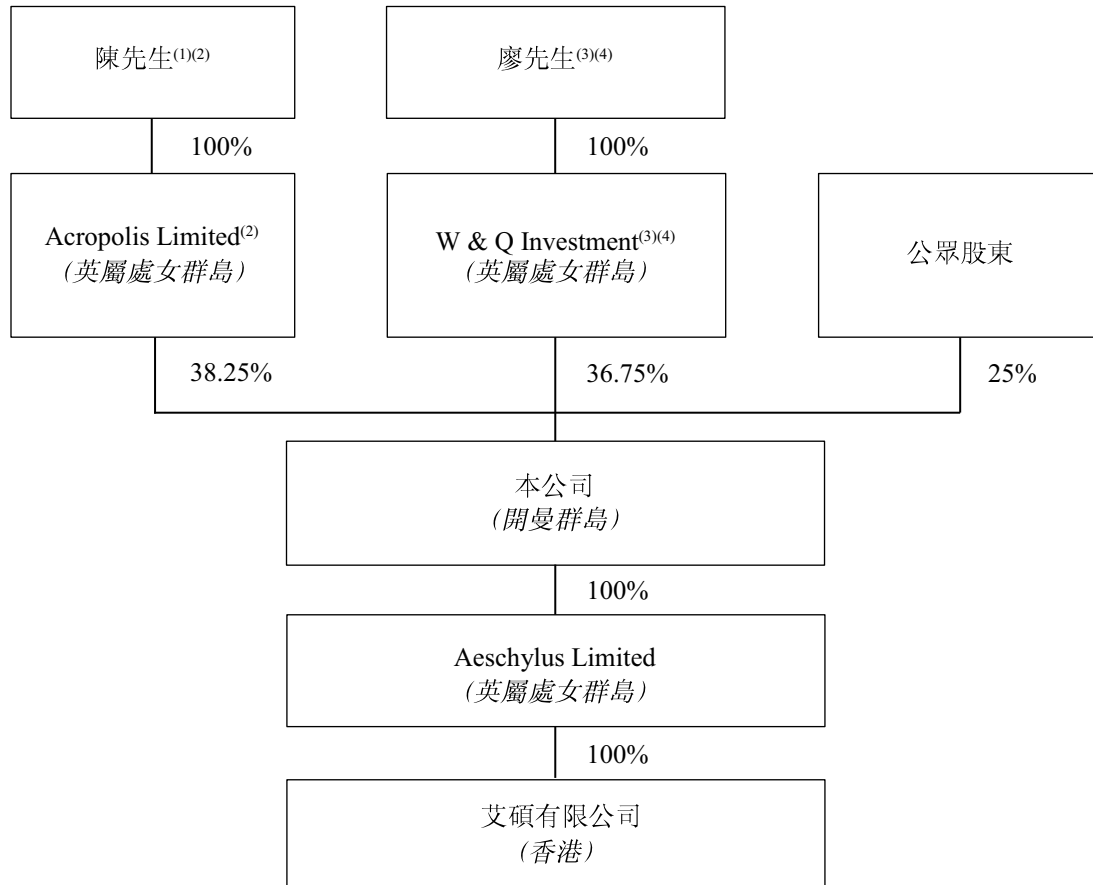 陳先生(1)(2)
廖先生(3)(4)
100%
100%
Acropolis Limited(2)
(英屬處女群島)
W & Q Investment(3)(4)
(英屬處女群島)
公眾股東
38.25%
36.75%
25%
本公司
(開曼群島)
100%
Aeschylus Limited
(英屬處女群島)
100%
艾碩有限公司
(香港)